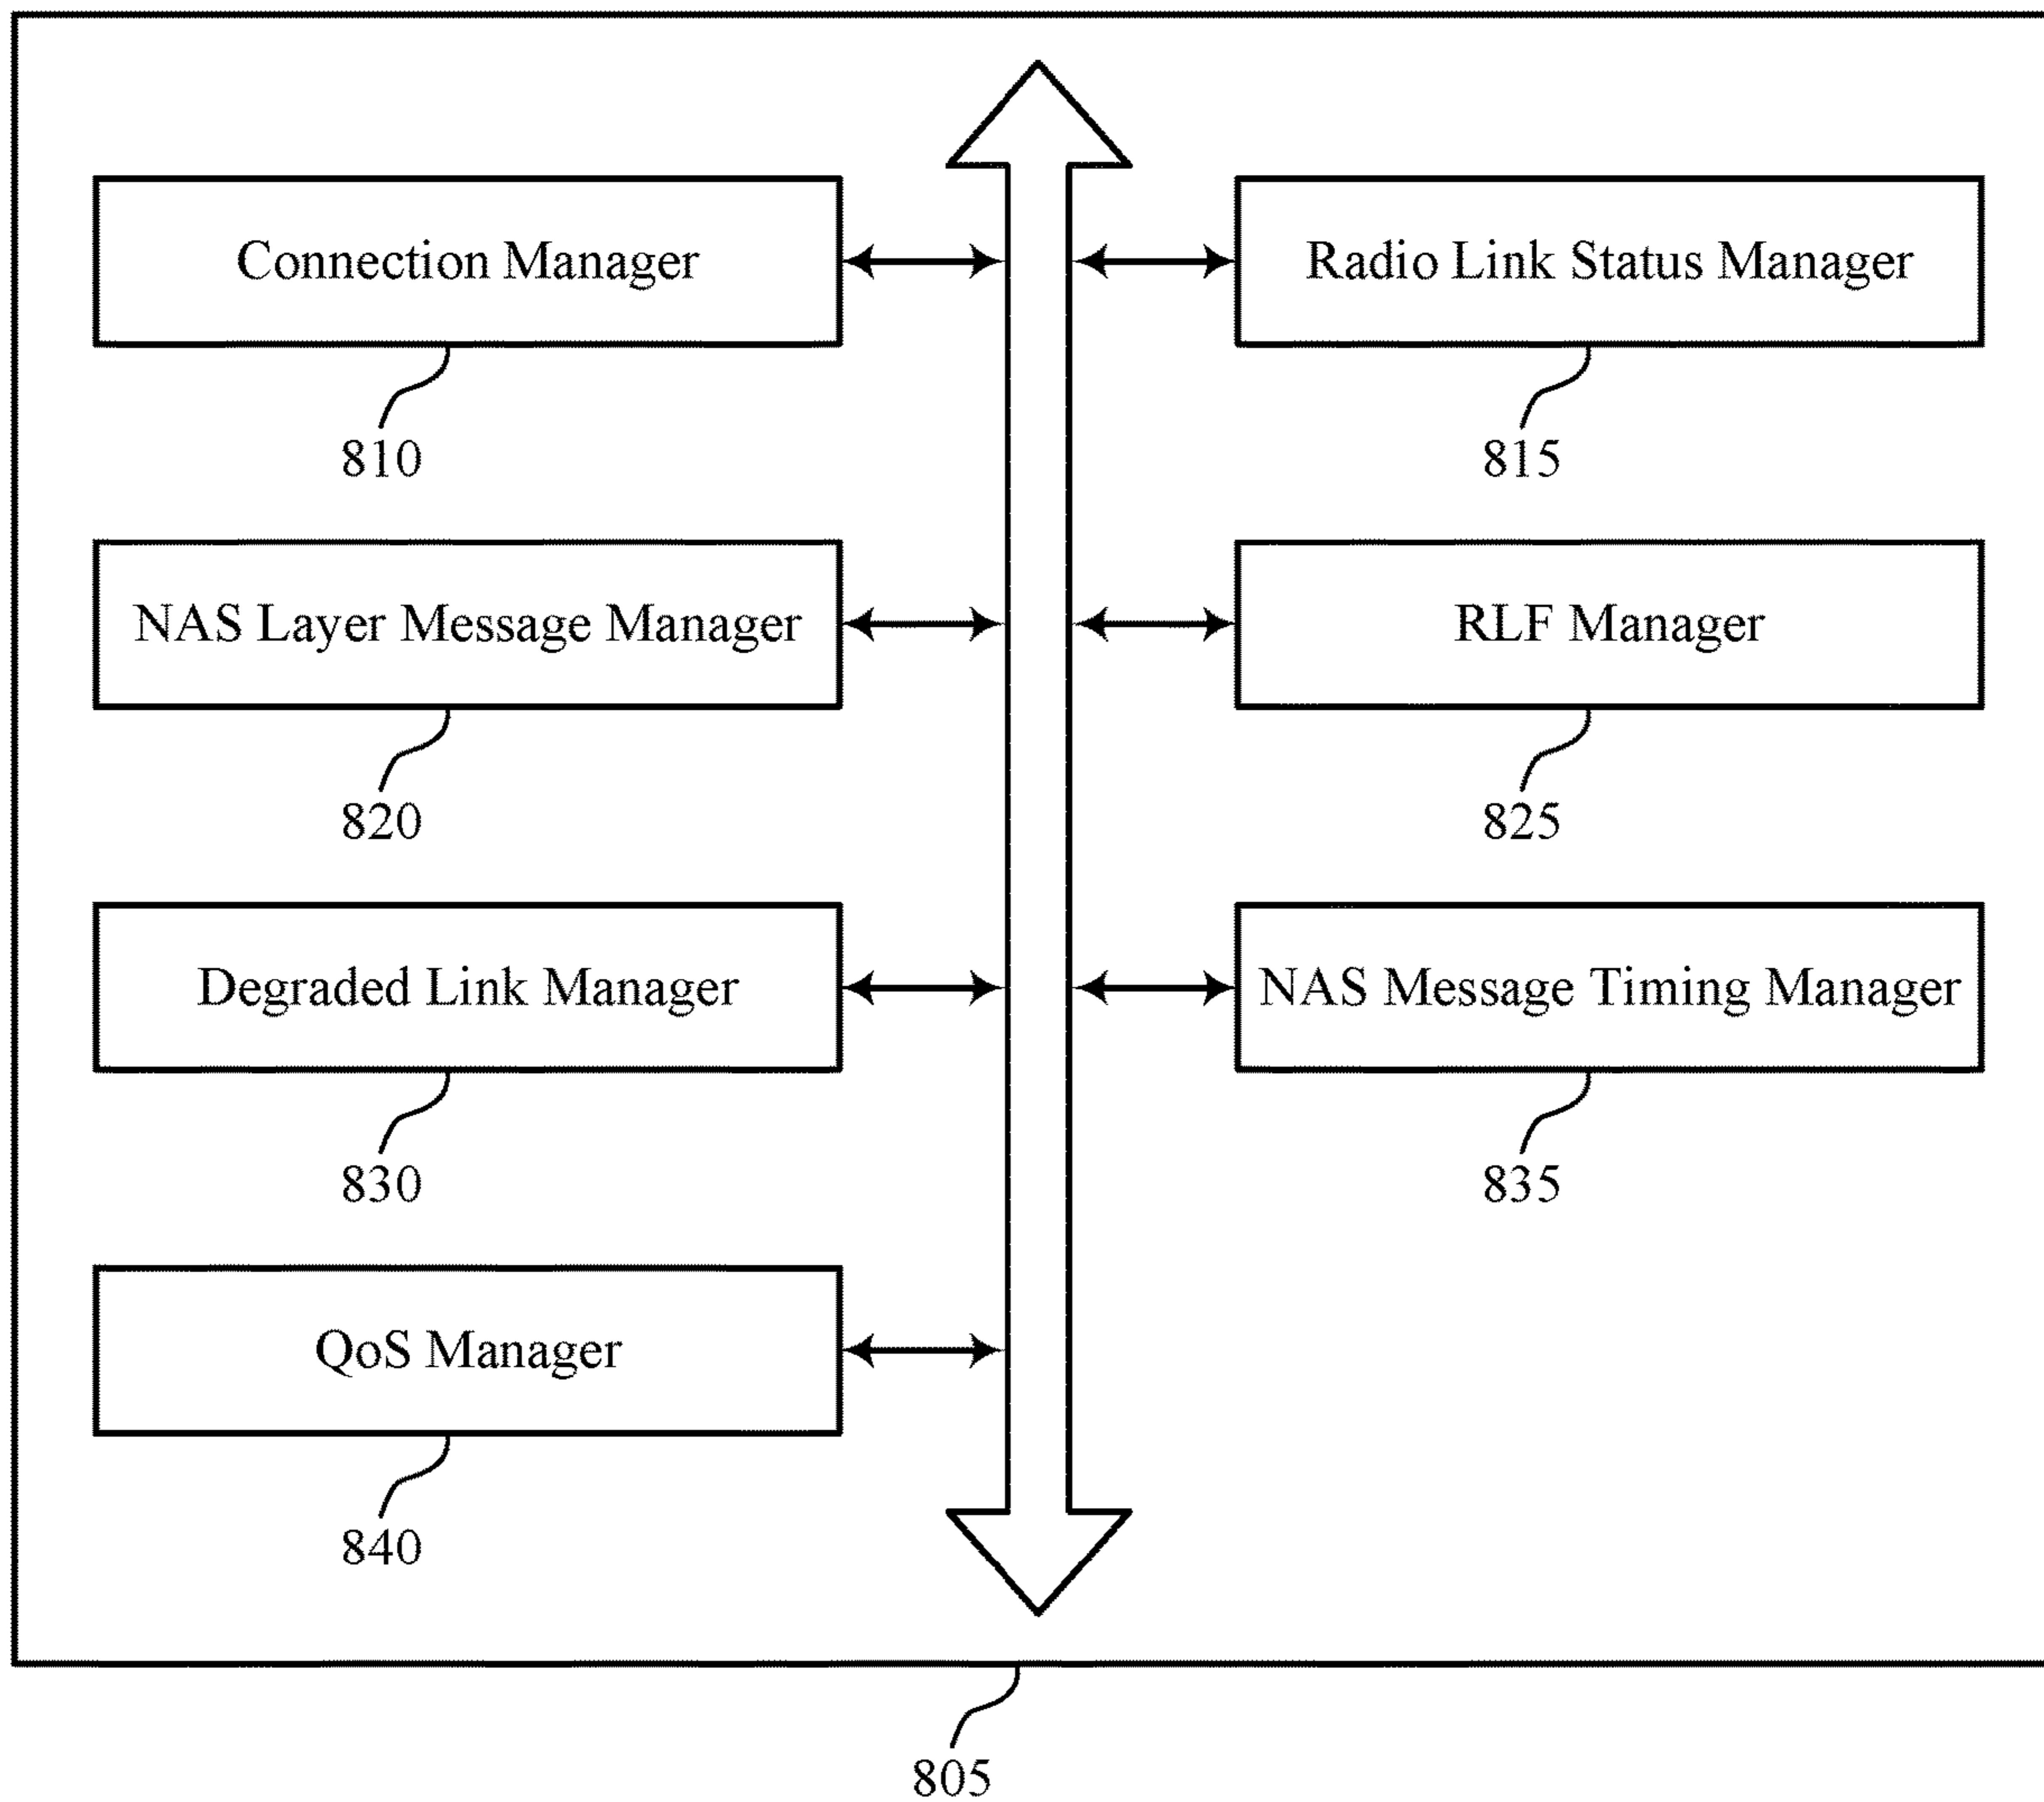 Connection Manager
Radio Link Status Manager
810
815
NAS Layer Message Manager
RLF Manager
820
825
Degraded Link Manager
NAS Message Timing Manager
830
835
QoS Manager
840
805